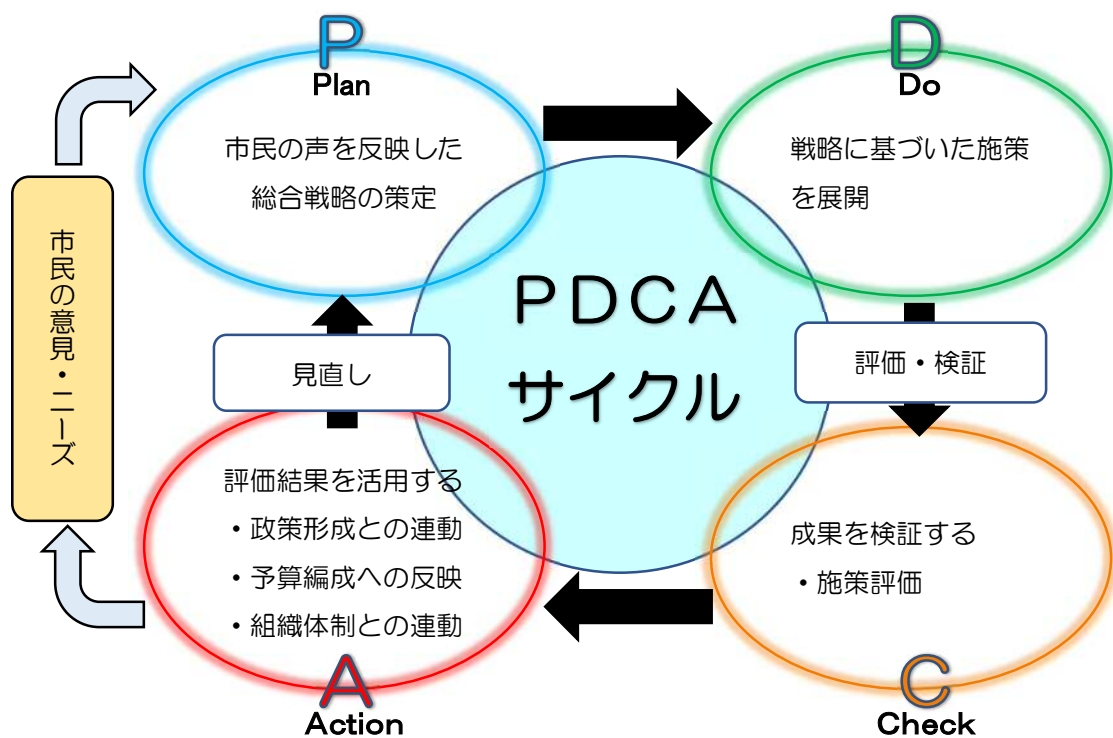 P
Plan
市民の声を反映した
総合戦略の策定
D
Do
戦略に基づいた施策
を展開
市民の意見・ニーズ
PDCA
サイクル
見直し
評価・検証
評価結果を活用する
・政策形成との連動
・予算編成への反映
・組織体制との連動
A
Action
成果を検証する
・施策評価
C
Check